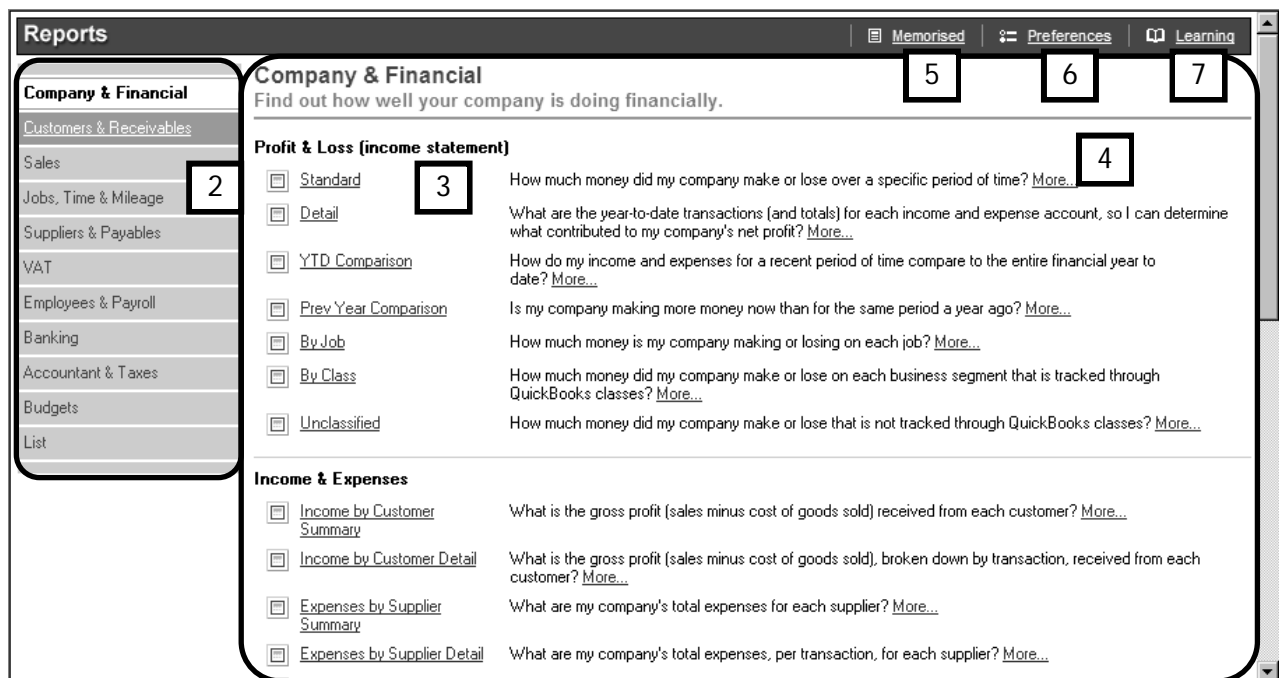 Reports
Memorised
Preferences
Learning
5
6
7
Company & Financial
Customers & Receivables
Sales
Jobs, Time & Mileage
Suppliers & Payables
VAT
Employees & Payroll
Banking
Accountant & Taxes
Budgets
List
2
Company & Financial
Find out how well your company is doing financially.
Profit & Loss (income statement)
3
4
Standard
How much money did my company make or lose over a specific period of time? More...
Detail
What are the year-to-date transactions (and totals) for each income and expense account, so I can determine
what contributed to my company's net profit? More...
YTD Comparison
How do my income and expenses for a recent period of time compare to the entire financial year to
date? More...
Prev Year Comparison
Is my company making more money now than for the same period a year ago? More...
By Job
How much money is my company making or losing on each job? More...
By Class
How much money did my company make or lose on each business segment that is tracked through
QuickBooks classes? More...
Unclassified
How much money did my company make or lose that is not tracked through QuickBooks classes? More...
Income & Expenses
Income by Customer
Summary
What is the gross profit (sales minus cost of goods sold) received from each customer? More...
Income by Customer Detail
What is the gross profit (sales minus cost of goods sold), broken down by transaction, received from each
customer? More...
Expenses by Supplier
Summary
What are my company's total expenses for each supplier? More...
Expenses by Supplier Detail
What are my company's total expenses, per transaction, for each supplier? More...